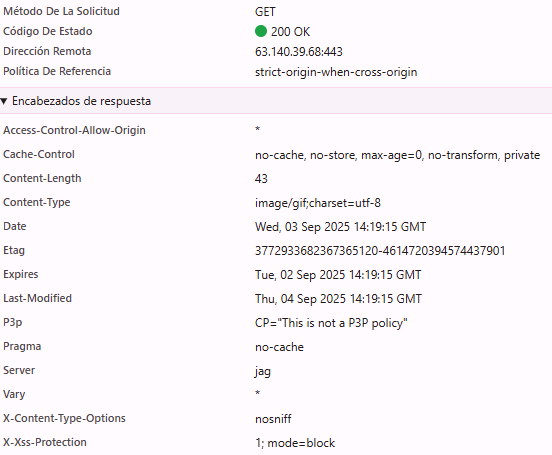 Método De La Solicitud GET
Código De Estado 200 OK
Dirección Remota 63.140.39.68:443
Política De Referencia strict-origin-when-cross-origin
Encabezados de respuesta
Access-Control-Allow-Origin *
Cache-Control no-cache, no-store, max-age=0, no-transform, private
Content-Length 43
Content-Type image/gif;charset=utf-8
Date Wed, 03 Sep 2025 14:19:15 GMT
Etag 3772933682367365120-4614720394574437901
Expires Tue, 02 Sep 2025 14:19:15 GMT
Last-Modified Thu, 04 Sep 2025 14:19:15 GMT
P3p CP="This is not a P3P policy"
Pragma no-cache
Server jag
Vary *
X-Content-Type-Options nosniff
X-Xss-Protection 1; mode=block